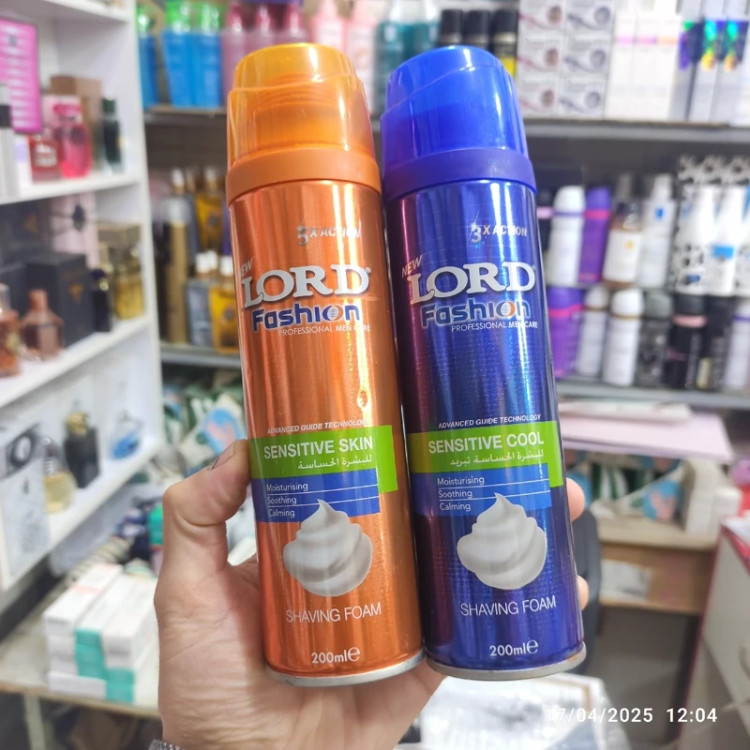 3X ACTION
NEW
LORD
Fashion
PROFESSIONAL MEN CARE
ADVANCED GUIDE TECHNOLOGY
SENSITIVE SKIN
للبشرة الحساسة
Moisturising
Soothing
Calming
SHAVING FOAM
200ml℮
3X ACTION
NEW
LORD
Fashion
PROFESSIONAL MEN CARE
ADVANCED GUIDE TECHNOLOGY
SENSITIVE COOL
للبشرة الحساسة تبريد
Moisturising
Soothing
Calming
SHAVING FOAM
200ml℮
17/04/2025 12:04